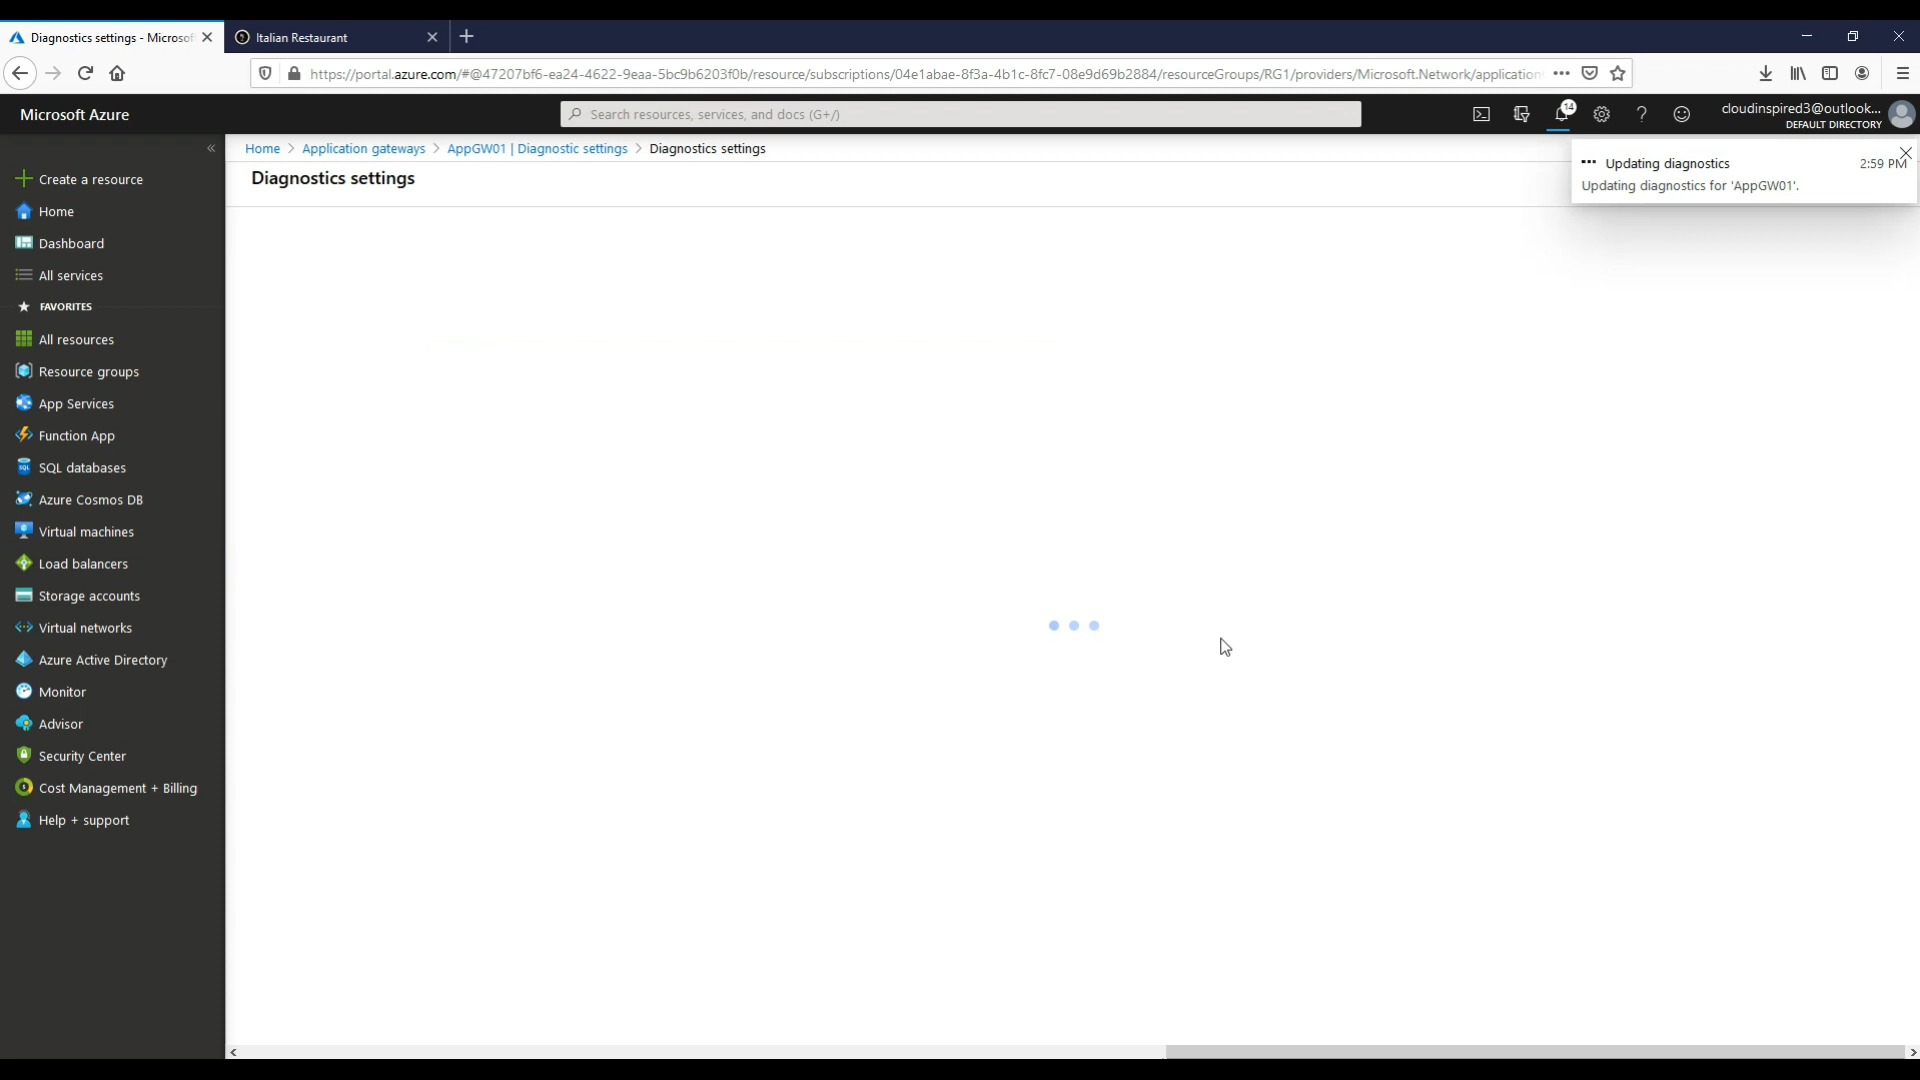 Diagnostics settings - Microsof
Italian Restaurant
https://portal.azure.com/#@47207bf6-ea24-4622-9eaa-5bc9b6203f0b/resource/subscriptions/04e1abae-8f3a-4b1c-8fc7-08e9d69b2884/resourceGroups/RG1/providers/Microsoft.Network/application
Microsoft Azure
Search resources, services, and docs (G+/)
14
cloudinspired3@outlook...
DEFAULT DIRECTORY
Home > Application gateways > AppGW01 | Diagnostic settings > Diagnostics settings
Diagnostics settings
Updating diagnostics 2:59 PM
Updating diagnostics for 'AppGW01'.
Create a resource
Home
Dashboard
All services
FAVORITES
All resources
Resource groups
App Services
Function App
SQL databases
Azure Cosmos DB
Virtual machines
Load balancers
Storage accounts
Virtual networks
Azure Active Directory
Monitor
Advisor
Security Center
Cost Management + Billing
Help + support